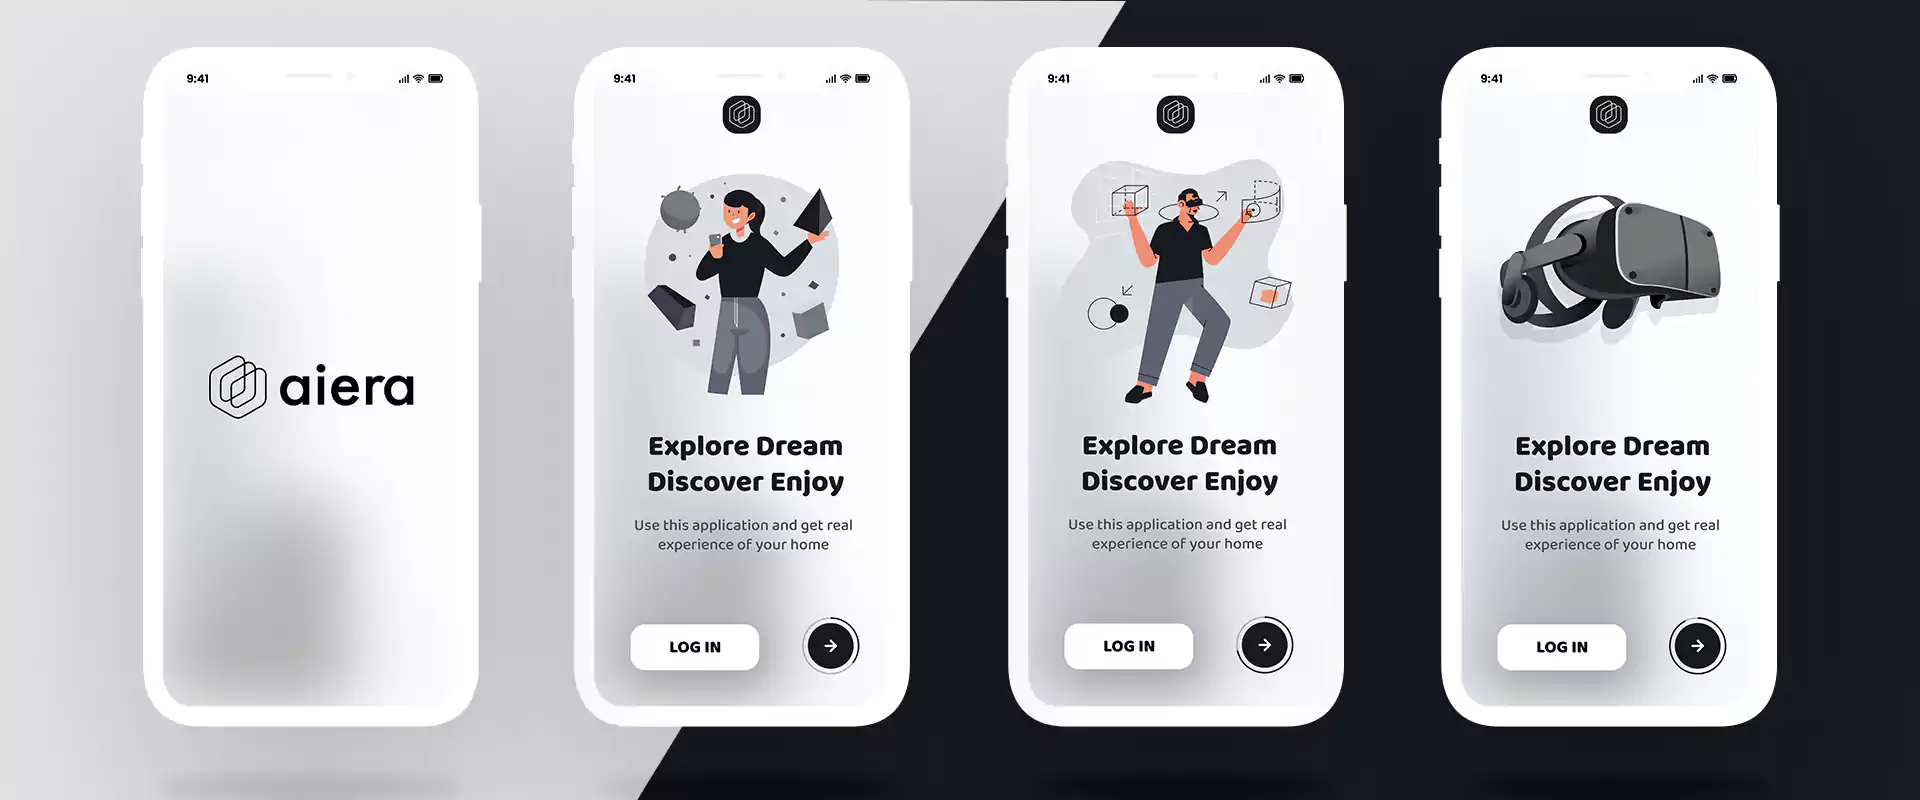 9:41
aiera
9:41
Explore Dream
Discover Enjoy
Use this application and get real
experience of your home
LOG IN
9:41
Explore Dream
Discover Enjoy
Use this application and get real
experience of your home
LOG IN
9:41
Explore Dream
Discover Enjoy
Use this application and get real
experience of your home
LOG IN